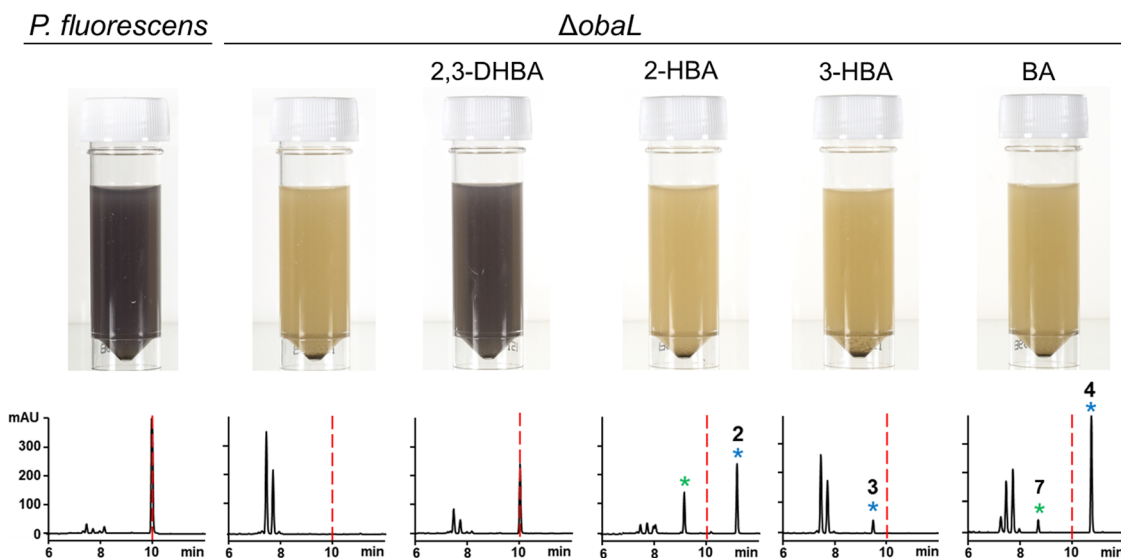 P. fluorescens
ΔobaL
2,3-DHBA 2-HBA 3-HBA BA
mAU
300
200
100
0
2
*
*
3
*
7
*
4
*
6 8 10 min 6 8 10 min 6 8 10 min 6 8 10 min 6 8 10 min 6 8 10 min